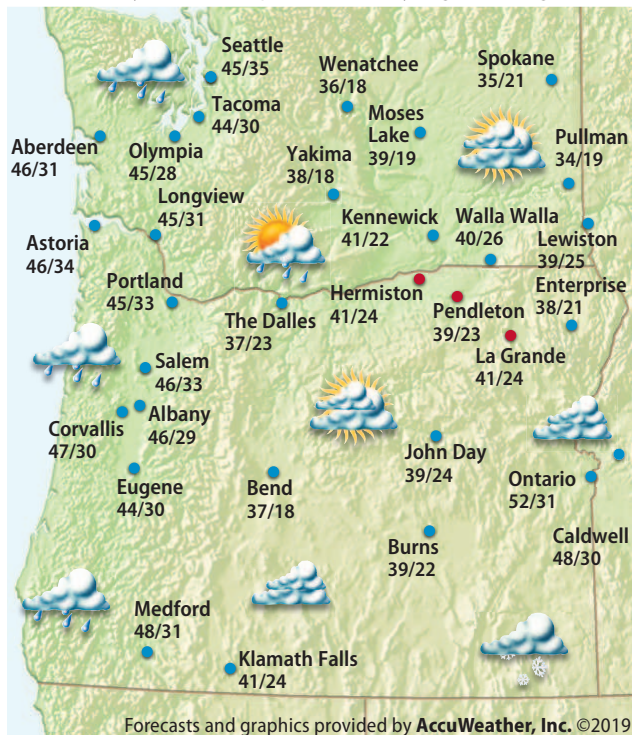 Seattle
45/35
Wenatchee
36/18
Spokane
35/21
Tacoma
44/30
Moses
Lake
39/19
Aberdeen
46/31
Olympia
45/28
Yakima
38/18
Pullman
34/19
Longview
45/31
Kennewick
41/22
Walla Walla
40/26
Astoria
46/34
Lewiston
39/25
Portland
45/33
The Dalles
37/23
Hermiston
41/24
Pendleton
39/23
Enterprise
38/21
La Grande
41/24
Salem
46/33
Albany
46/29
Corvallis
47/30
John Day
39/24
Eugene
44/30
Bend
37/18
Ontario
52/31
Burns
39/22
Caldwell
48/30
Medford
48/31
Klamath Falls
41/24
Forecasts and graphics provided by AccuWeather, Inc. ©2019